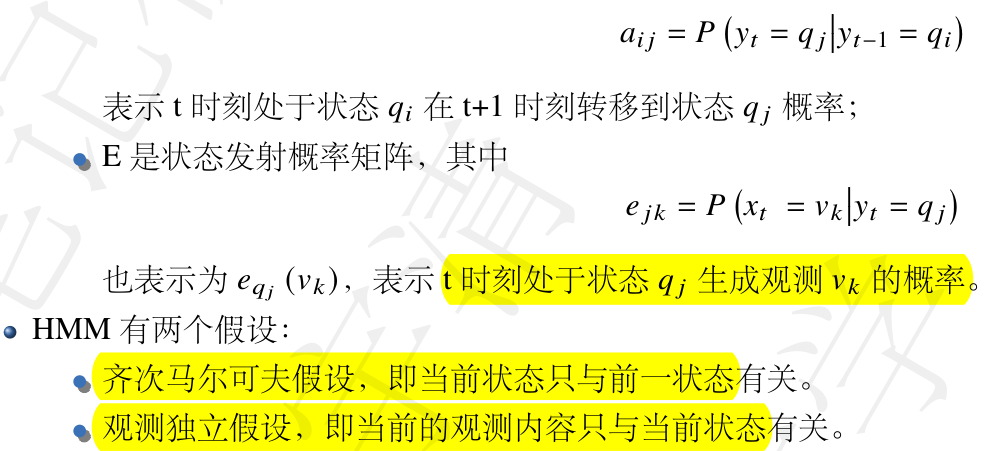 a_{ij} = P(y_t = q_j|y_{t-1} = q_i)
表示 t 时刻处于状态 q_i 在 t+1 时刻转移到状态 q_j 概率；
E 是状态发射概率矩阵，其中
e_{jk} = P(x_t = v_k|y_t = q_j)
也表示为 e_{q_j}(v_k)，表示 t 时刻处于状态 q_j 生成观测 v_k 的概率。
HMM 有两个假设：
齐次马尔可夫假设，即当前状态只与前一状态有关。
观测独立假设，即当前的观测内容只与当前状态有关。